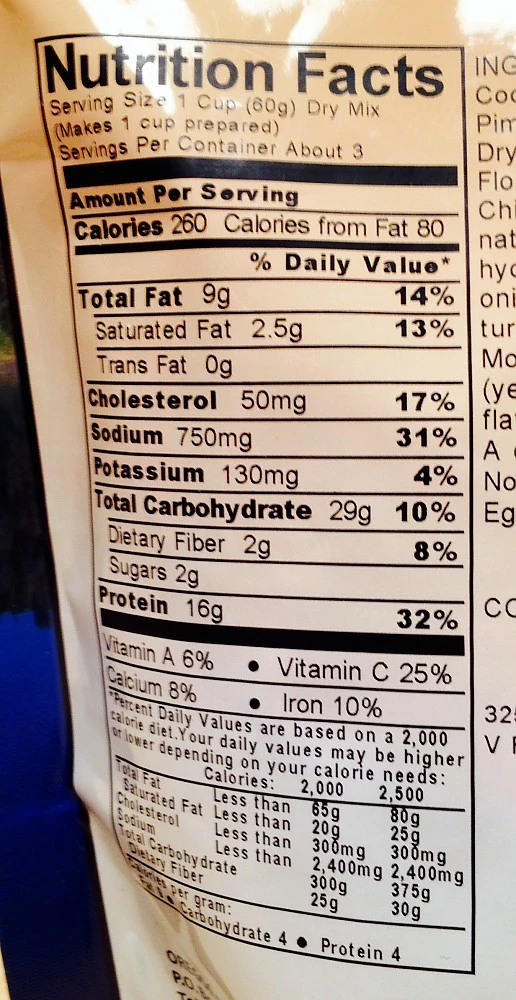 Nutrition Facts
Serving Size 1 Cup (60g) Dry Mix
(Makes 1 cup prepared)
Servings Per Container About 3
Amount Per Serving
Calories 260 Calories from Fat 80
% Daily Value*
Total Fat 9g 14%
Saturated Fat 2.5g 13%
Trans Fat 0g
Cholesterol 50mg 17%
Sodium 750mg 31%
Potassium 130mg 4%
Total Carbohydrate 29g 10%
Dietary Fiber 2g 8%
Sugars 2g
Protein 16g 32%
Vitamin A 6% • Vitamin C 25%
Calcium 8% • Iron 10%
*Percent Daily Values are based on a 2,000
calorie diet. Your daily values may be higher
or lower depending on your calorie needs:
Calories: 2,000 2,500
Total Fat Less than 65g 80g
Saturated Fat Less than 20g 25g
Cholesterol Less than 300mg 300mg
Sodium Less than 2,400mg 2,400mg
Total Carbohydrate 300g 375g
Dietary Fiber 25g 30g
Calories per gram:
Carbohydrate 4 • Protein 4
P.O.
ING
Coc
Pim
Dry
Flo
Chi
nat
hyd
oni
tur
Mo
(ye
fla
A
No
Eg
CO
325
V F